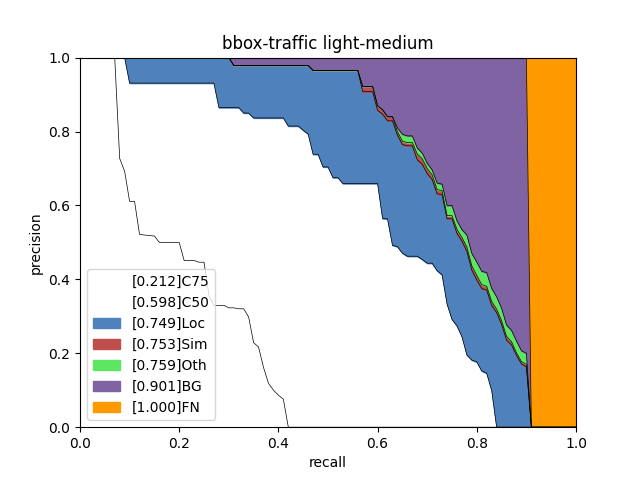 bbox-traffic light-medium
1.0
0.8
0.6
0.4
0.2
0.0
precision
[0.212]C75
[0.598]C50
[0.749]Loc
[0.753]Sim
[0.759]Oth
[0.901]BG
[1.000]FN
0.0 0.2 0.4 0.6 0.8 1.0
recall